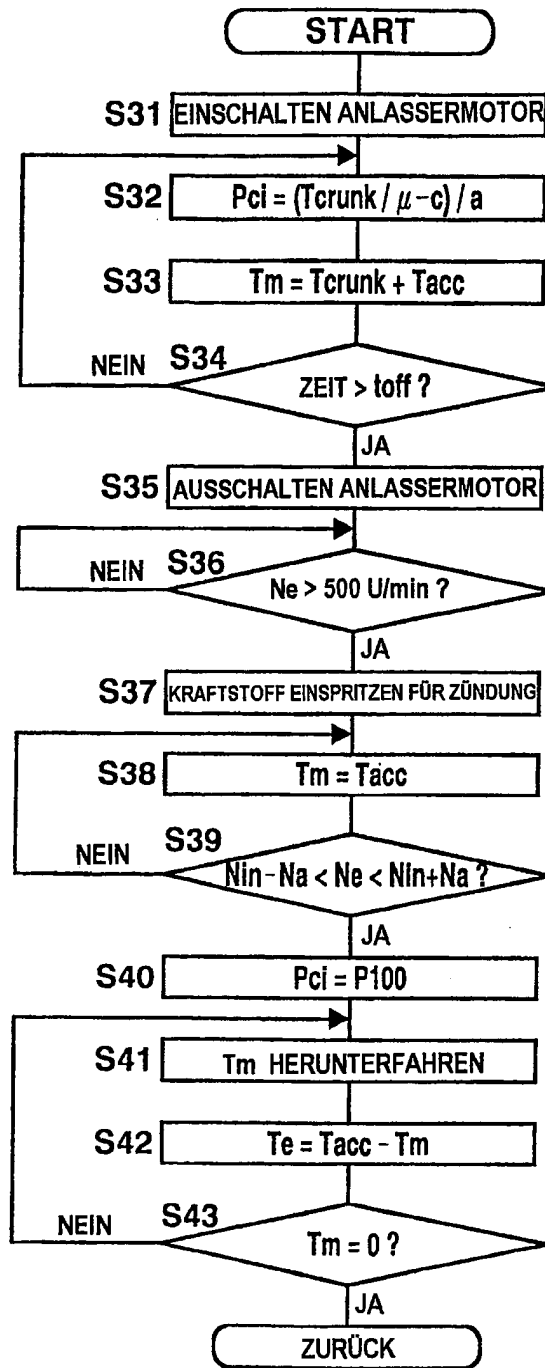 START
S31 EINSCHALTEN ANLASSERMOTOR
S32 Pci = (Tcrunk / μ-c) / a
S33 Tm = Tcrunk + Tacc
NEIN S34
ZEIT > toff ?
JA
S35 AUSSCHALTEN ANLASSERMOTOR
NEIN S36
Ne > 500 U/min ?
JA
S37 KRAFTSTOFF EINSPRITZEN FÜR ZÜNDUNG
S38 Tm = Tacc
NEIN S39
Nin-Na < Ne < Nin+Na ?
JA
S40 Pci = P100
S41 Tm HERUNTERFAHREN
S42 Te = Tacc - Tm
NEIN S43
Tm = 0 ?
JA
ZURÜCK